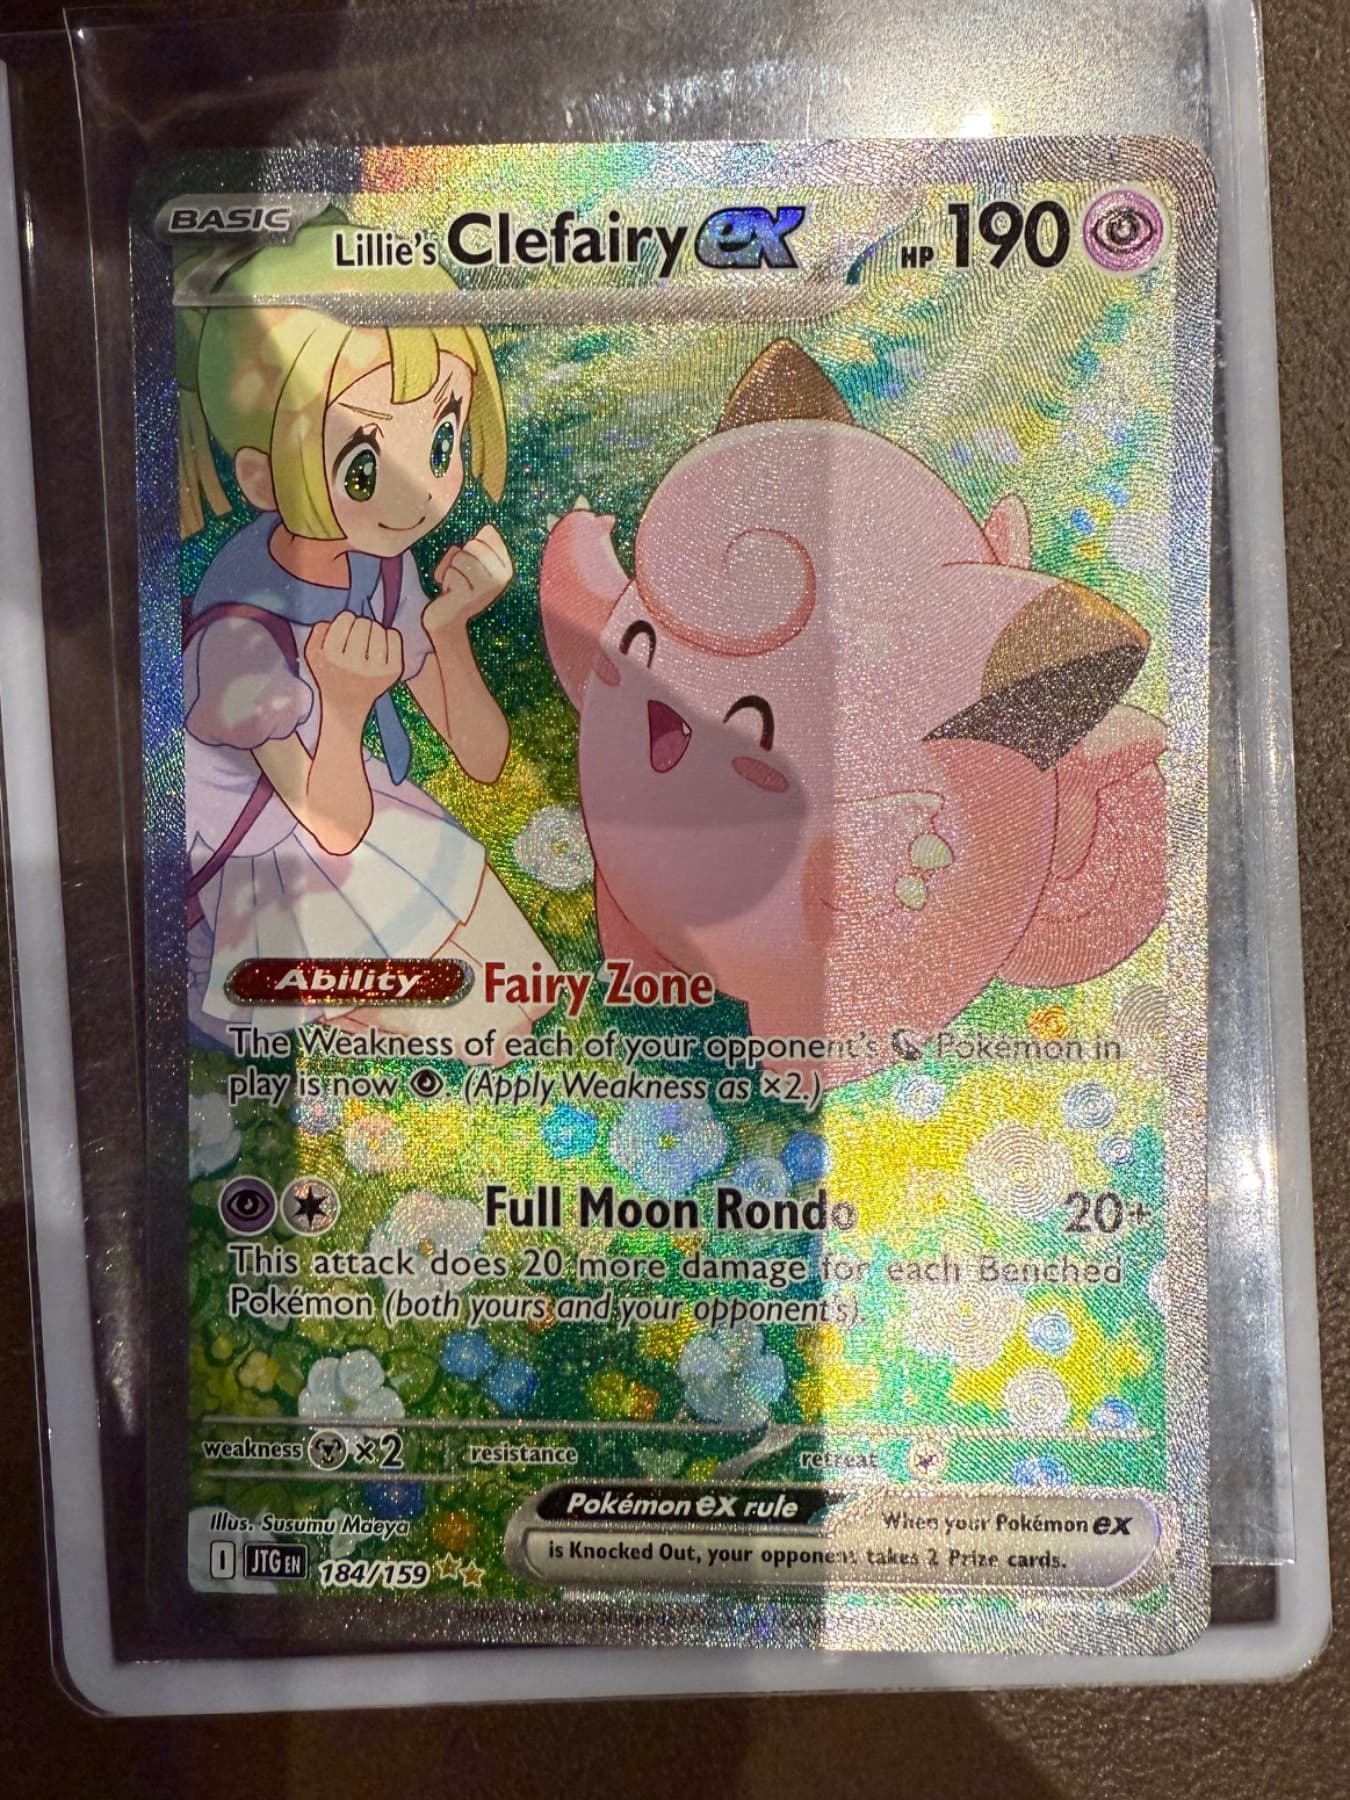 BASIC
Lillie's Clefairy ex HP 190
Ability Fairy Zone
The Weakness of each of your opponent's Pokémon in
play is now . (Apply Weakness as ×2.)
Full Moon Rondo 20+
This attack does 20 more damage for each Benched
Pokémon (both yours and your opponent's).
weakness ×2 resistance retreat
Illus. Susumu Maeya
Pokémon ex rule When your Pokémon ex
is Knocked Out, your opponent takes 2 Prize cards.
I JTG EN 184/159